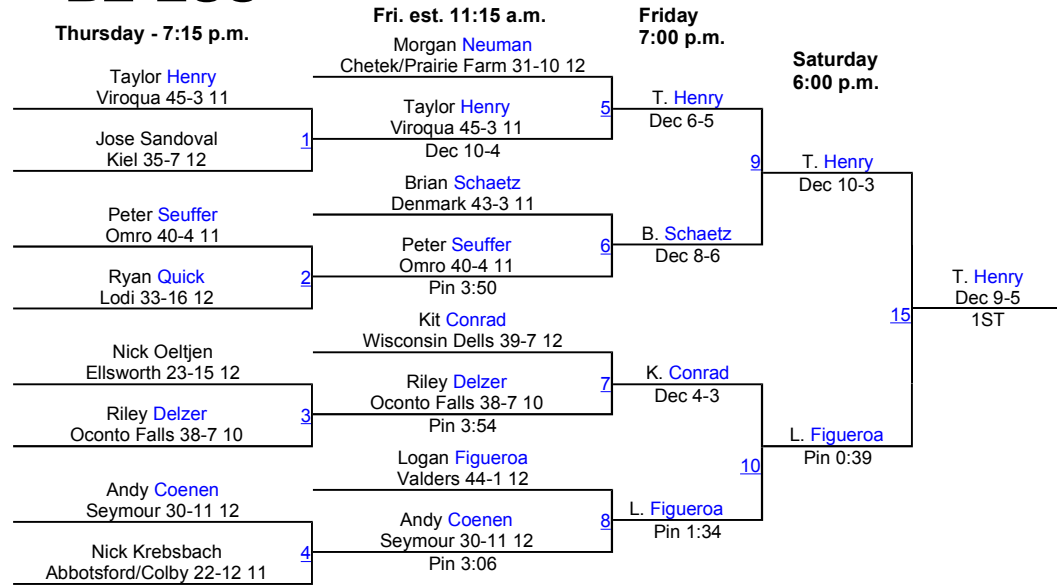 Thursday - 7:15 p.m.
Fri. est. 11:15 a.m.
Friday
7:00 p.m.
Saturday
6:00 p.m.
Taylor Henry
Viroqua 45-3 11
Jose Sandoval
Kiel 35-7 12
1
Peter Seuffer
Omro 40-4 11
Ryan Quick
Lodi 33-16 12
2
Nick Oeltjen
Ellsworth 23-15 12
Riley Delzer
Oconto Falls 38-7 10
3
Andy Coenen
Seymour 30-11 12
Nick Krebsbach
Abbotsford/Colby 22-12 11
4
Morgan Neuman
Chetek/Prairie Farm 31-10 12
Taylor Henry
Viroqua 45-3 11
Dec 10-4
5
Brian Schaetz
Denmark 43-3 11
Peter Seuffer
Omro 40-4 11
Pin 3:50
6
Kit Conrad
Wisconsin Dells 39-7 12
Riley Delzer
Oconto Falls 38-7 10
Pin 3:54
7
Logan Figueroa
Valders 44-1 12
Andy Coenen
Seymour 30-11 12
Pin 3:06
8
T. Henry
Dec 6-5
B. Schaetz
Dec 8-6
9
K. Conrad
Dec 4-3
L. Figueroa
Pin 1:34
10
T. Henry
Dec 10-3
L. Figueroa
Pin 0:39
15
T. Henry
Dec 9-5
1ST